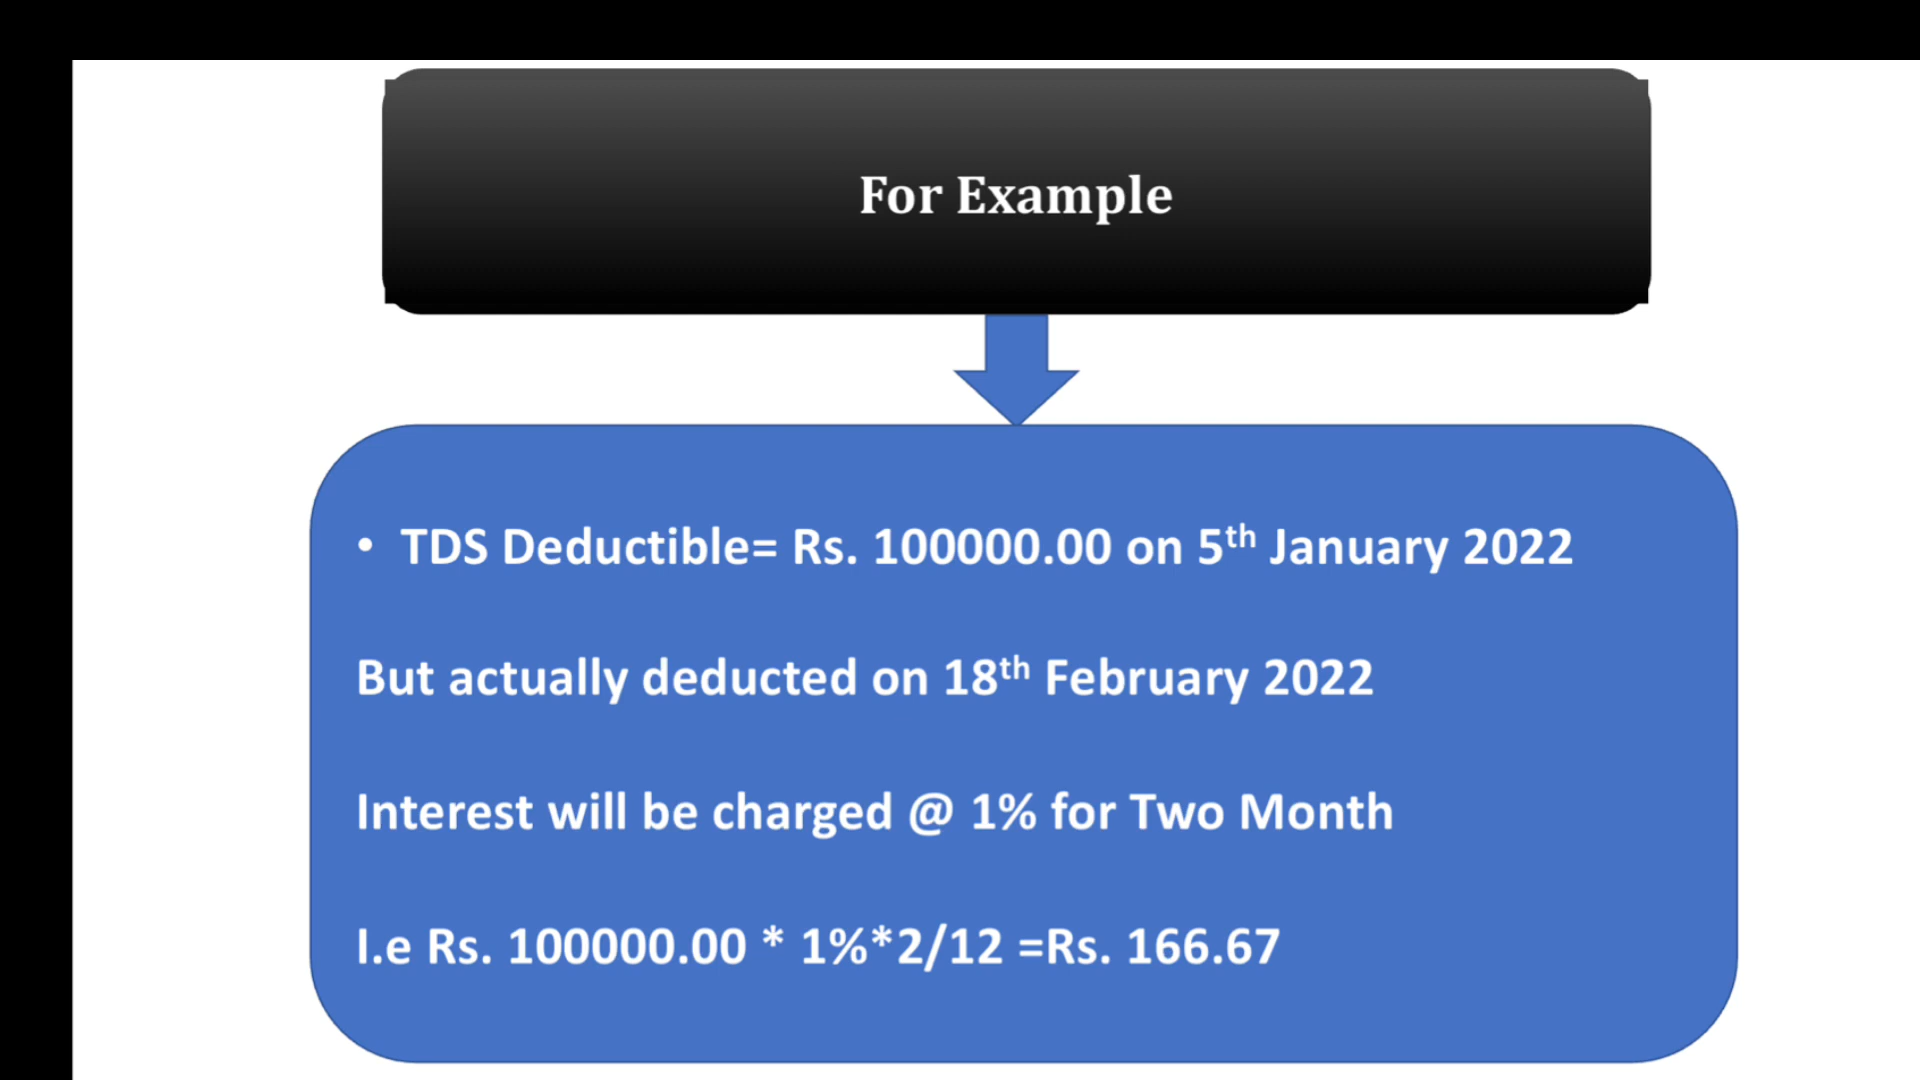 For Example
• TDS Deductible= Rs. 100000.00 on 5th January 2022
But actually deducted on 18th February 2022
Interest will be charged @ 1% for Two Month
I.e Rs. 100000.00 * 1%*2/12 =Rs. 166.67